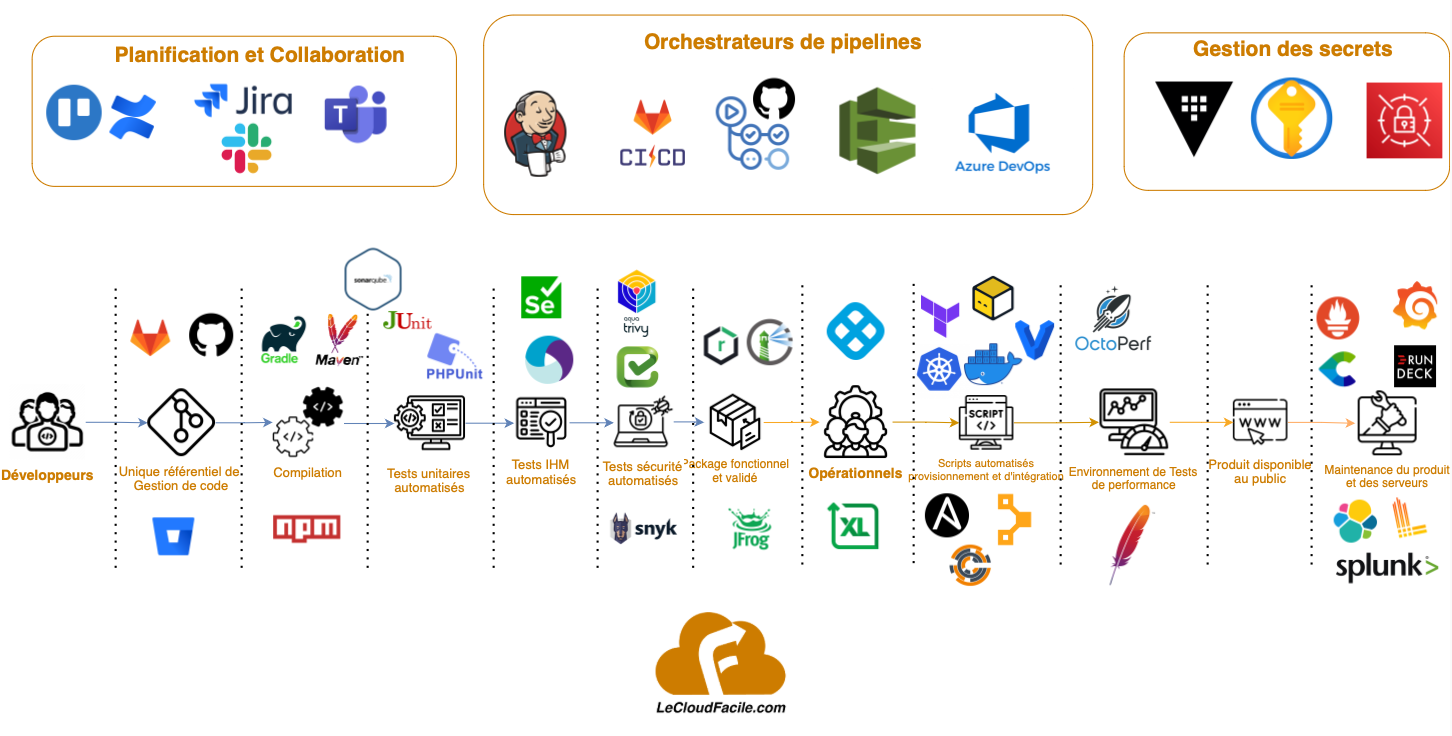 Planification et Collaboration
Jira
T
Orchestrateurs de pipelines
CI CD
Azure DevOps
Gestion des secrets
sonarqube
Gradle
Maven™
JUnit
PHPUnit
Se
aqua
trivy
r
OctoPerf
RUN
DECK
SCRIPT
</>
WWW
Développeurs
Unique référentiel de
Gestion de code
Compilation
Tests unitaires
automatisés
Tests IHM
automatisés
Tests sécurité
automatisés
Package fonctionnel
et validé
Opérationnels
Scripts automatisés
provisionnement et d'intégration
Environnement de Tests
de performance
Produit disponible
au public
Maintenance du produit
et des serveurs
npm
snyk
JFrog
XL
A
splunk>
F
LeCloudFacile.com